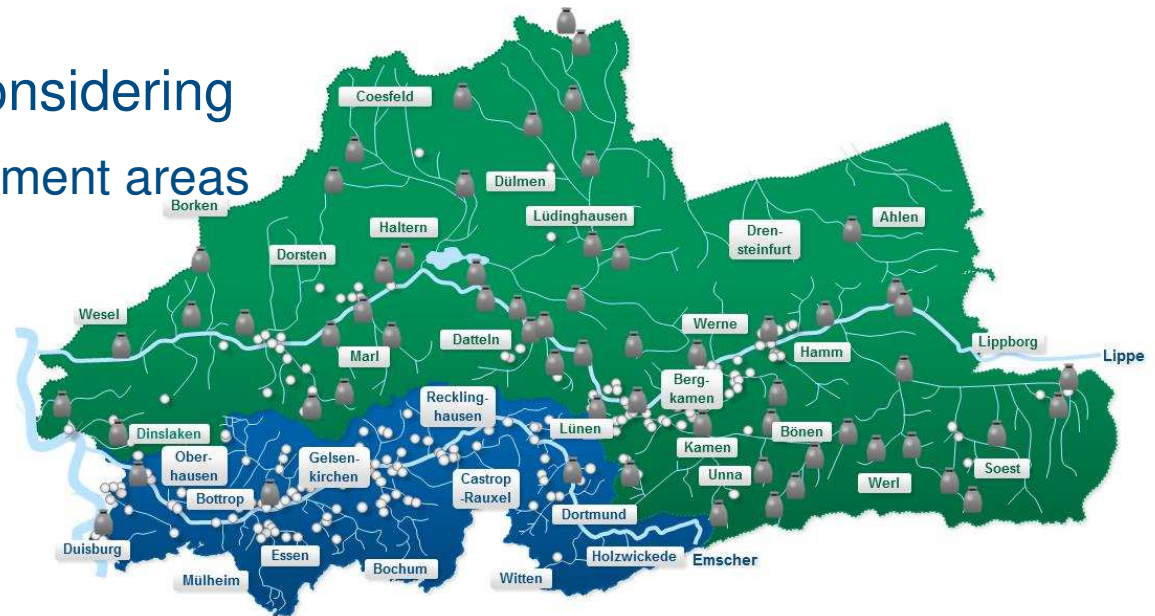 onsidering
ment areas
Coesfeld
Borken
Dülmen
Lüdinghausen
Haltern
Dorsten
Dren-
steinfurt
Ahlen
Wesel
Marl
Datteln
Werne
Hamm
Lippborg
Lippe
Berg-
kamen
Reckling-
hausen
Dinslaken
Lünen
Kamen
Bönen
Ober-
hausen
Gelsen-
kirchen
Castrop
-Rauxel
Unna
Werl
Soest
Bottrop
Dortmund
Duisburg
Essen
Holzwickede
Emscher
Mülheim
Bochum
Witten